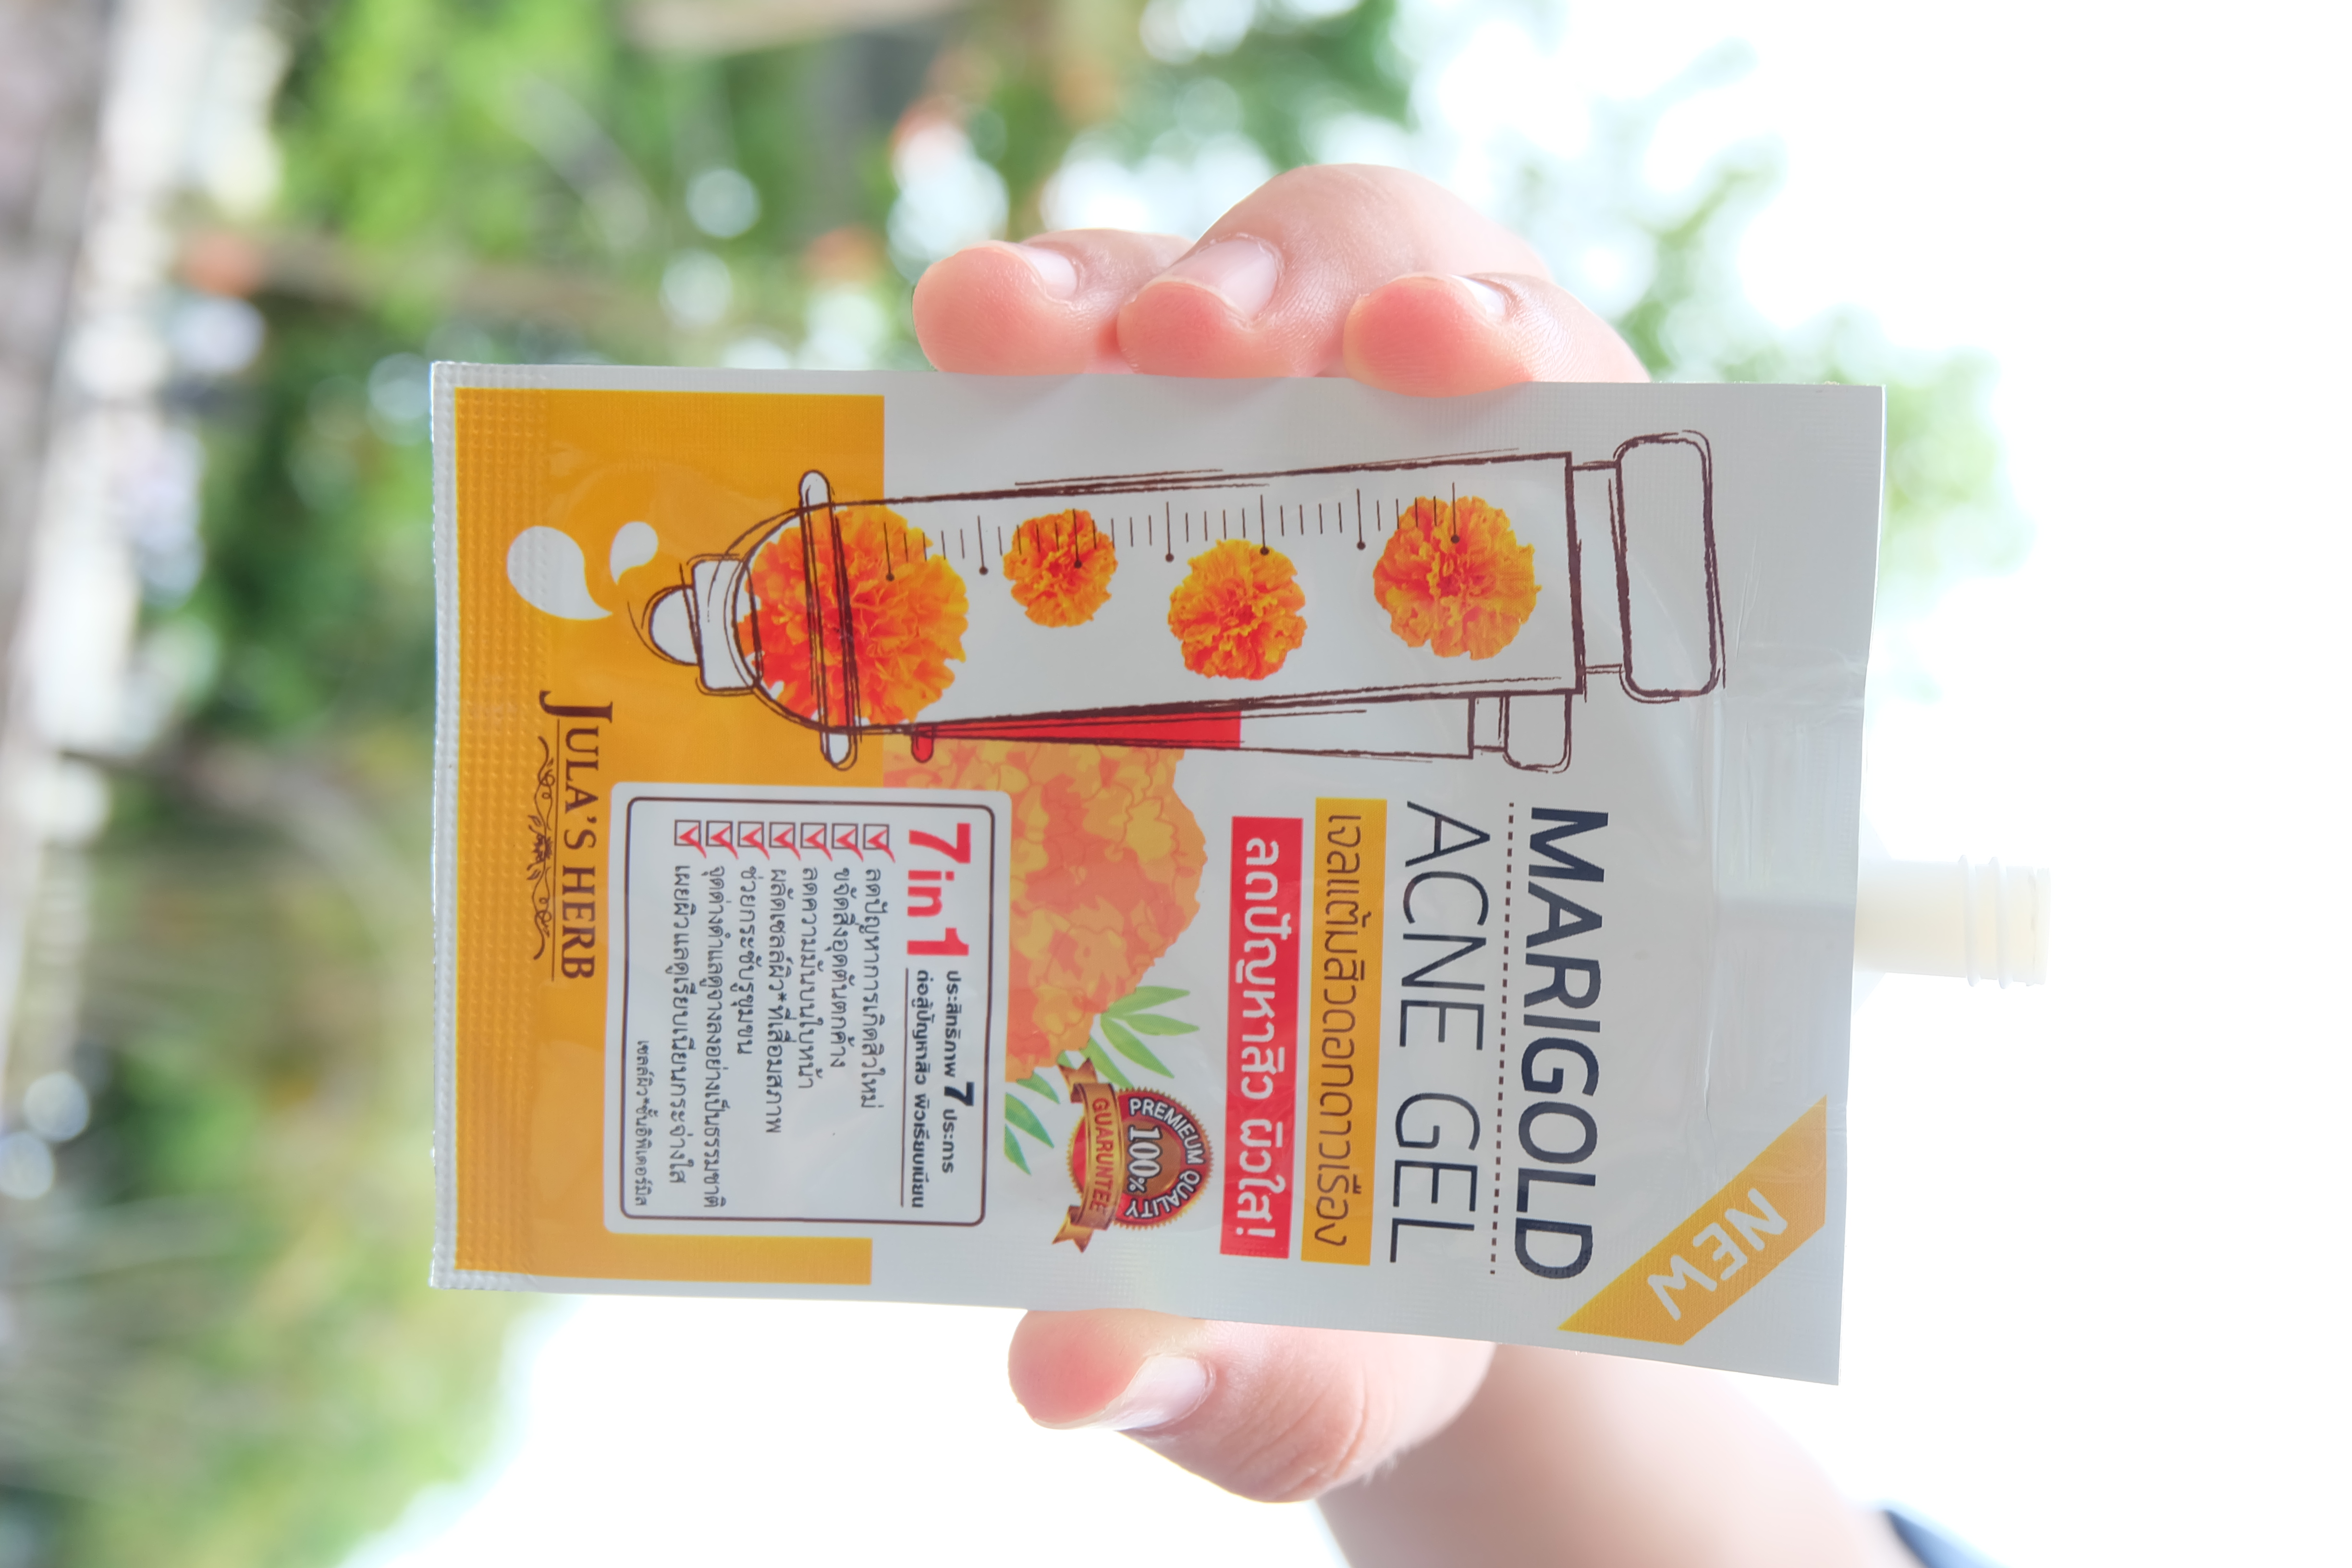 NEW
MARIGOLD
ACNE GEL
เจลแต้มสิวดอกดาวเรือง
ลดปัญหาสิว ผิวใส!
PREMIEUM QUALITY
100%
GUARUNTEE
7in1 ประสิทธิภาพ 7 ประการ
ต่อสู้ปัญหาสิว ผิวเรียบเนียน
ลดปัญหาการเกิดสิวใหม่
ขจัดสิ่งอุดตันตกค้าง
ลดความมันบนใบหน้า
ผลัดเซลล์ผิว*ที่เสื่อมสภาพ
ช่วยกระชับรูขุมขน
จุดด่างดำแลดูจางลงอย่างเป็นธรรมชาติ
เผยผิวแลดูเรียบเนียนกระจ่างใส
เซลล์ผิว*ชั้นอิพิเดอร์มิส
JULA'S HERB